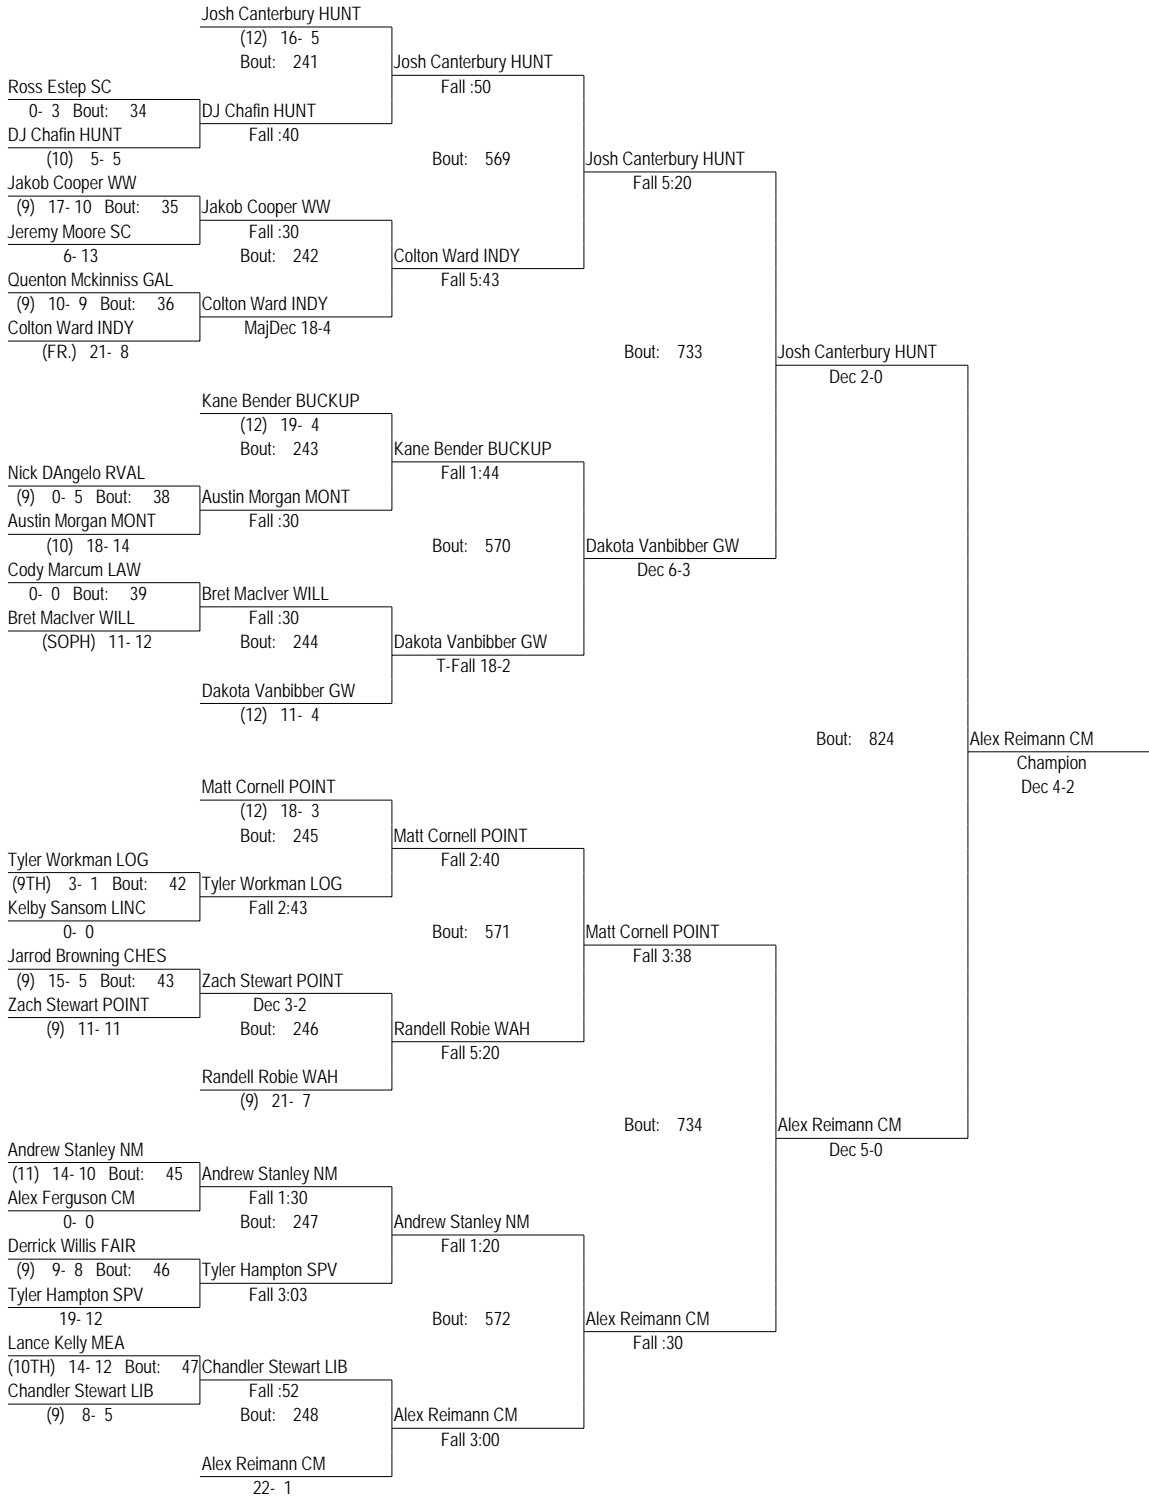 Josh Canterbury HUNT
(12) 16- 5
Bout: 241
Josh Canterbury HUNT
Ross Estep SC
Fall :50
0- 3 Bout: 34
DJ Chafin HUNT
DJ Chafin HUNT
Fall :40
(10) 5- 5
Bout: 569
Josh Canterbury HUNT
Jakob Cooper WW
Fall 5:20
(9) 17- 10 Bout: 35
Jakob Cooper WW
Jeremy Moore SC
Fall :30
6- 13
Bout: 242
Colton Ward INDY
Quenton Mckinniss GAL
Fall 5:43
(9) 10- 9 Bout: 36
Colton Ward INDY
Colton Ward INDY
MajDec 18-4
(FR.) 21- 8
Bout: 733
Josh Canterbury HUNT
Dec 2-0
Kane Bender BUCKUP
(12) 19- 4
Bout: 243
Kane Bender BUCKUP
Nick DAngelo RVAL
Fall 1:44
(9) 0- 5 Bout: 38
Austin Morgan MONT
Austin Morgan MONT
Fall :30
(10) 18- 14
Bout: 570
Dakota Vanbibber GW
Cody Marcum LAW
Dec 6-3
0- 0 Bout: 39
Bret MacIver WILL
Bret MacIver WILL
Fall :30
(SOPH) 11- 12
Bout: 244
Dakota Vanbibber GW
T-Fall 18-2
Dakota Vanbibber GW
(12) 11- 4
Bout: 824
Alex Reimann CM
Champion
Dec 4-2
Matt Cornell POINT
(12) 18- 3
Bout: 245
Matt Cornell POINT
Tyler Workman LOG
Fall 2:40
(9TH) 3- 1 Bout: 42
Tyler Workman LOG
Kelby Sansom LINC
Fall 2:43
0- 0
Bout: 571
Matt Cornell POINT
Jarrod Browning CHES
Fall 3:38
(9) 15- 5 Bout: 43
Zach Stewart POINT
Zach Stewart POINT
Dec 3-2
(9) 11- 11
Bout: 246
Randell Robie WAH
Fall 5:20
Randell Robie WAH
(9) 21- 7
Bout: 734
Alex Reimann CM
Dec 5-0
Andrew Stanley NM
(11) 14- 10 Bout: 45
Andrew Stanley NM
Alex Ferguson CM
Fall 1:30
0- 0
Bout: 247
Andrew Stanley NM
Derrick Willis FAIR
Fall 1:20
(9) 9- 8 Bout: 46
Tyler Hampton SPV
Tyler Hampton SPV
Fall 3:03
19- 12
Bout: 572
Alex Reimann CM
Lance Kelly MEA
Fall :30
(10TH) 14- 12 Bout: 47
Chandler Stewart LIB
Chandler Stewart LIB
Fall :52
(9) 8- 5
Bout: 248
Alex Reimann CM
Fall 3:00
Alex Reimann CM
22- 1